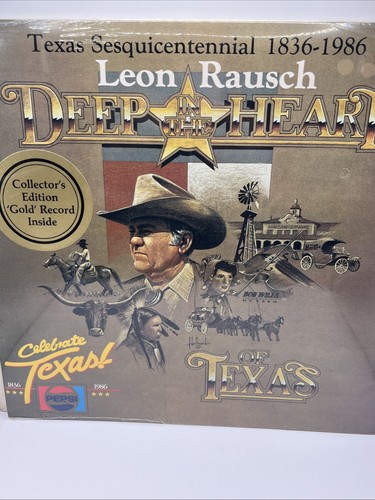 Texas Sesquicentennial 1836-1986
Leon Rausch
DEEP IN THE HEART
Collector's
Edition
'Gold' Record
Inside
BOB WILLS
Celebrate
Texas!
1836 1986
PEPSI
OF TEXAS